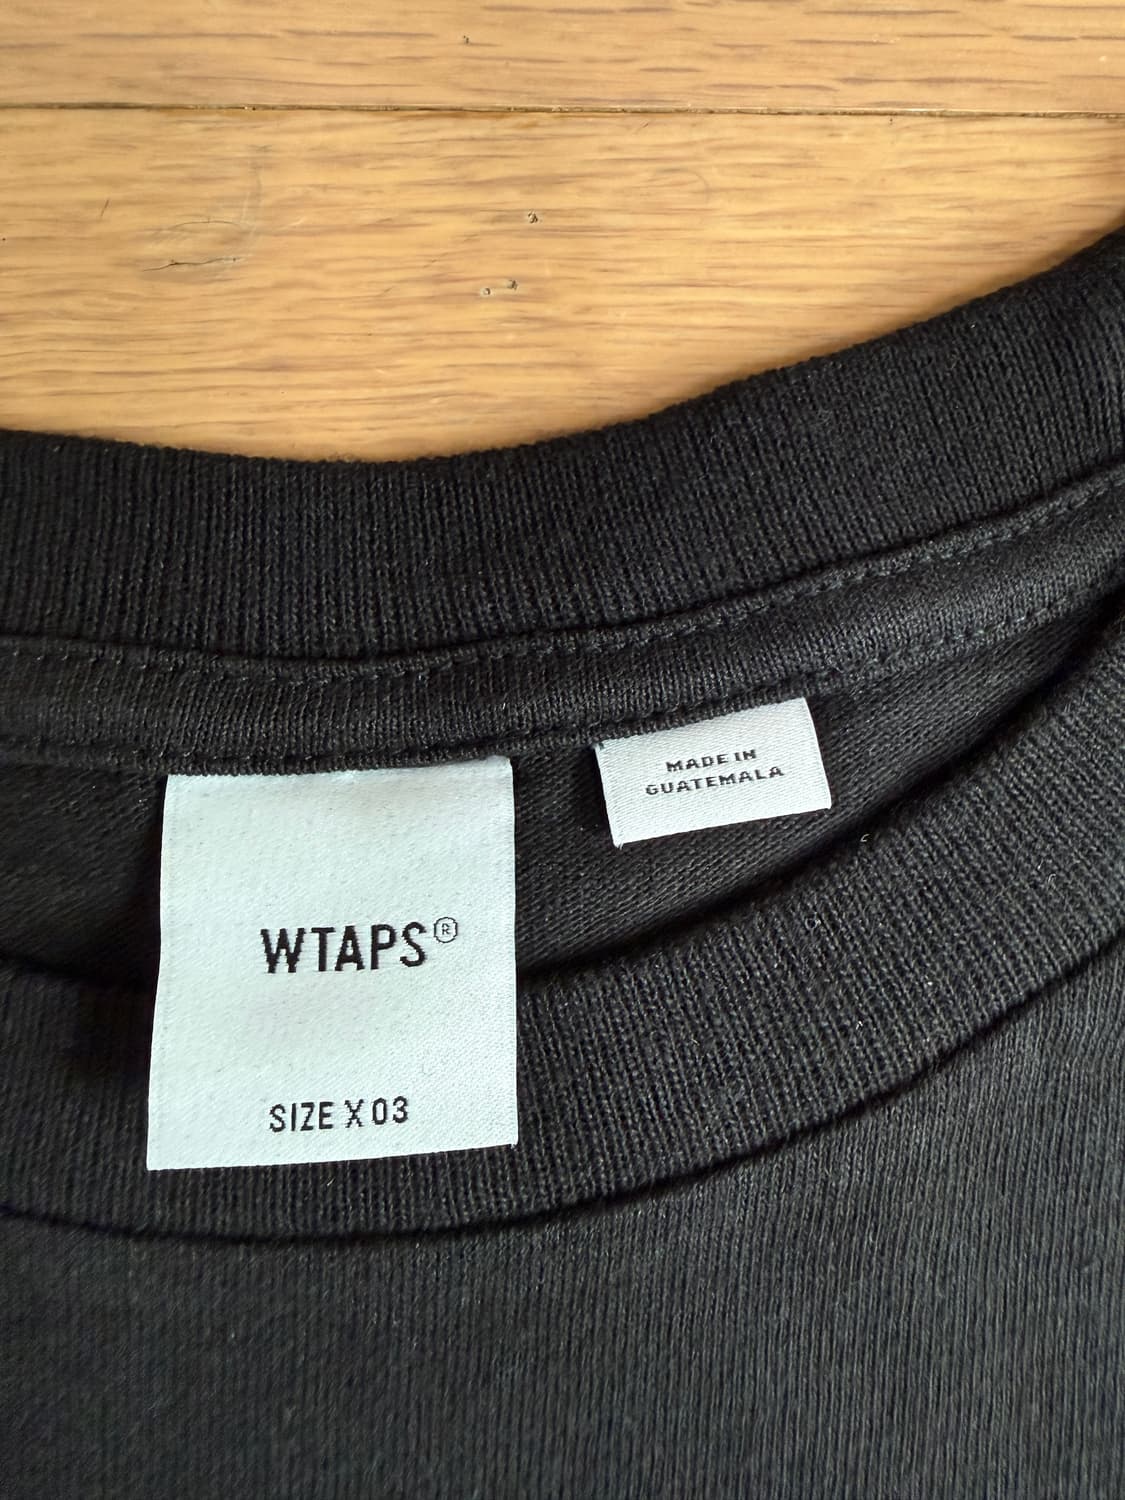 MADE IN
GUATEMALA
WTAPS®
SIZE X 03